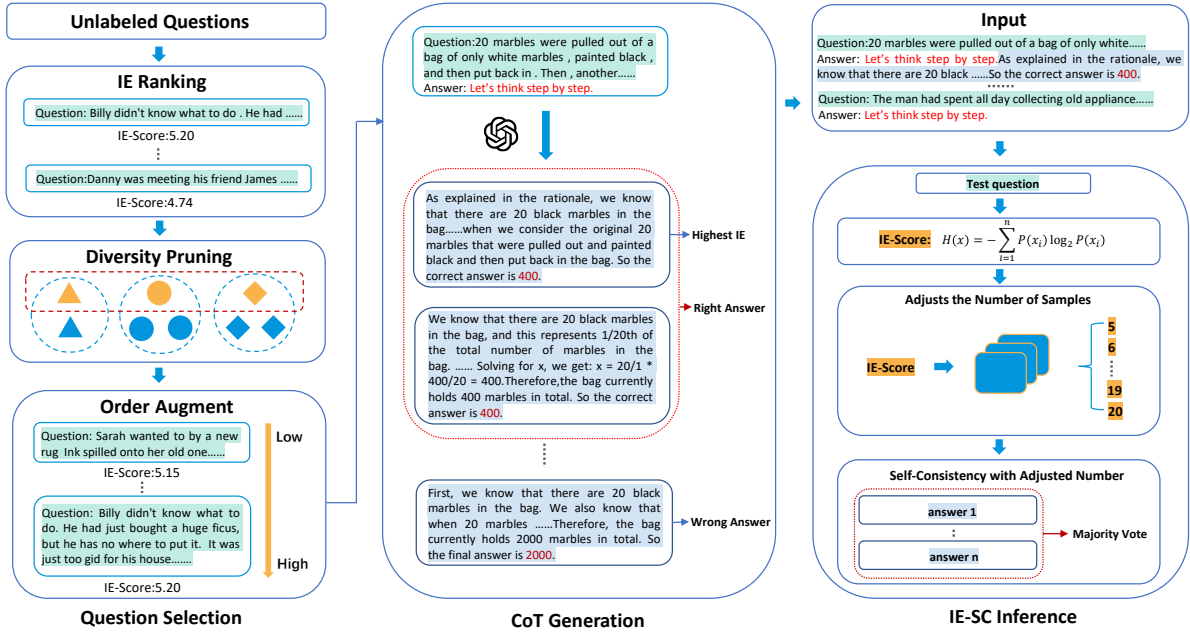 Unlabeled Questions
IE Ranking
Question: Billy didn't know what to do . He had ......
IE-Score:5.20
Question:Danny was meeting his friend James ......
IE-Score:4.74
Diversity Pruning
Order Augment
Question: Sarah wanted to by a new
rug Ink spilled onto her old one......
IE-Score:5.15
Question: Billy didn't know what to
do. He had just bought a huge ficus,
but he has no where to put it. It was
just too gid for his house.......
IE-Score:5.20
Low
High
Question Selection
Question:20 marbles were pulled out of a
bag of only white marbles , painted black ,
and then put back in . Then , another......
Answer: Let's think step by step.
As explained in the rationale, we know
that there are 20 black marbles in the
bag......when we consider the original 20
marbles that were pulled out and painted
black and then put back in the bag. So the
correct answer is 400.
Highest IE
Right Answer
We know that there are 20 black marbles
in the bag, and this represents 1/20th of
the total number of marbles in the
bag. ...... Solving for x, we get: x = 20/1 *
400/20 = 400.Therefore,the bag currently
holds 400 marbles in total. So the correct
answer is 400.
First, we know that there are 20 black
marbles in the bag. We also know that
when 20 marbles ......Therefore, the bag
currently holds 2000 marbles in total. So
the final answer is 2000.
Wrong Answer
CoT Generation
Input
Question:20 marbles were pulled out of a bag of only white......
Answer: Let's think step by step.As explained in the rationale, we
know that there are 20 black ......So the correct answer is 400.
......
Question: The man had spent all day collecting old appliance......
Answer: Let's think step by step.
Test question
IE-Score: H(x) = −∑_{i=1}^{n} P(x_i) log_2 P(x_i)
Adjusts the Number of Samples
IE-Score
5
6
19
20
Self-Consistency with Adjusted Number
answer 1
answer n
Majority Vote
IE-SC Inference